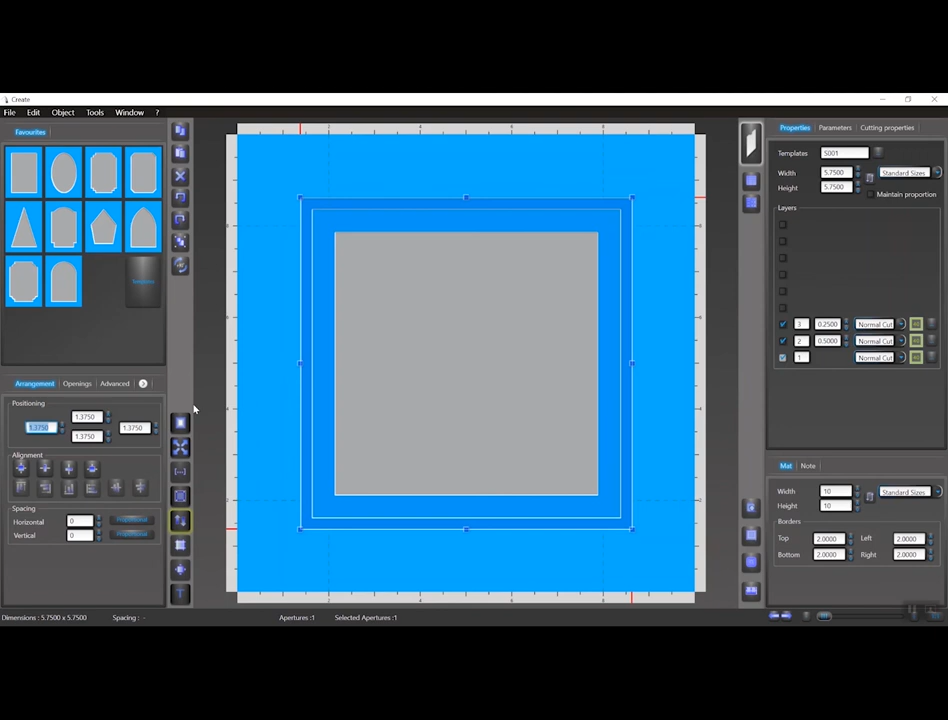 Create
File Edit Object Tools Window ?
Favourites
Templates
Arrangement Openings Advanced
Positioning
1.3750
1.3750
1.3750
1.3750
Alignment
Spacing
Horizontal 0 Proportional
Vertical 0 Proportional
Dimensions : 5.7500 x 5.7500 Spacing : - Apertures :1 Selected Apertures :1
Properties Parameters Cutting properties
Templates S001
Width 5.7500 Standard Sizes
Height 5.7500
Maintain proportion
Layers
3 0.2500 Normal Cut
2 0.5000 Normal Cut
1 Normal Cut
Mat Note
Width 10 Standard Sizes
Height 10
Borders
Top 2.0000 Left 2.0000
Bottom 2.0000 Right 2.0000